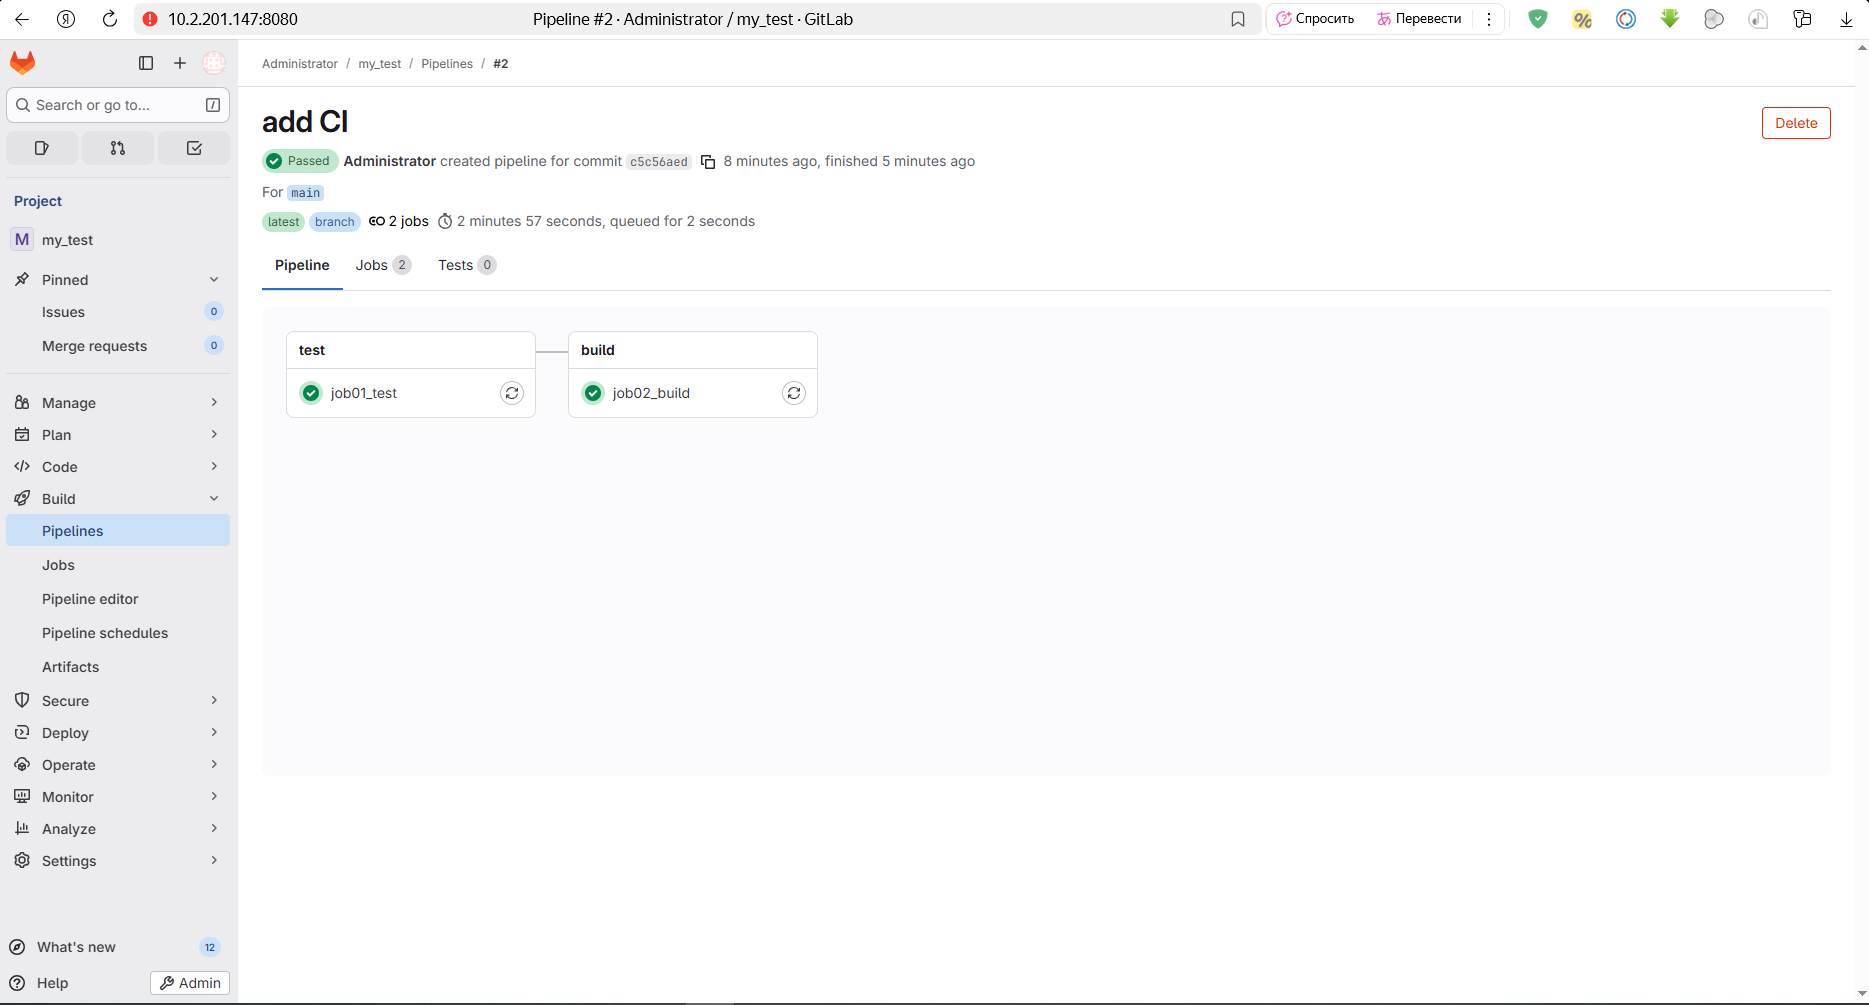 10.2.201.147:8080
Pipeline #2 · Administrator / my_test · GitLab
Спросить
Перевести
Search or go to...
Project
M my_test
Pinned
Issues 0
Merge requests 0
Manage
Plan
Code
Build
Pipelines
Jobs
Pipeline editor
Pipeline schedules
Artifacts
Secure
Deploy
Operate
Monitor
Analyze
Settings
What's new 12
Help
Admin
Administrator / my_test / Pipelines / #2
add CI
Delete
Passed Administrator created pipeline for commit c5c56aed 8 minutes ago, finished 5 minutes ago
For main
latest branch 2 jobs 2 minutes 57 seconds, queued for 2 seconds
Pipeline Jobs 2 Tests 0
test
job01_test
build
job02_build